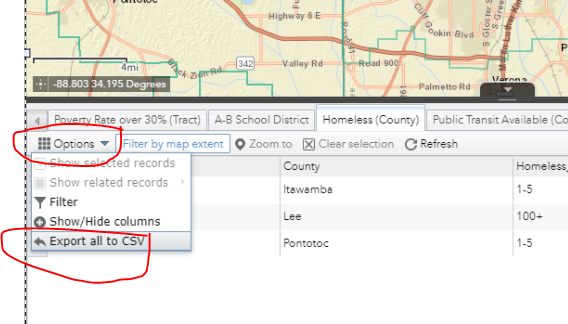 Pontotoc
Highway 6 E
Cliff Gookin Blvd
S Gloster S
S Green S
Martin Luther King
Road 41
4mi
342
Valley Rd
Road 900
Black Zion Rd
-88.803 34.195 Degrees
Palmetto Rd
Verona
Poverty Rate over 30% (Tract)
A-B School District
Homeless (County)
Public Transit Available (Co
Options
Filter by map extent
Zoom to
Clear selection
Refresh
Show selected records
Show related records
Filter
Show/Hide columns
Export all to CSV
County
Homeless_
Itawamba
1-5
Lee
100+
Pontotoc
1-5